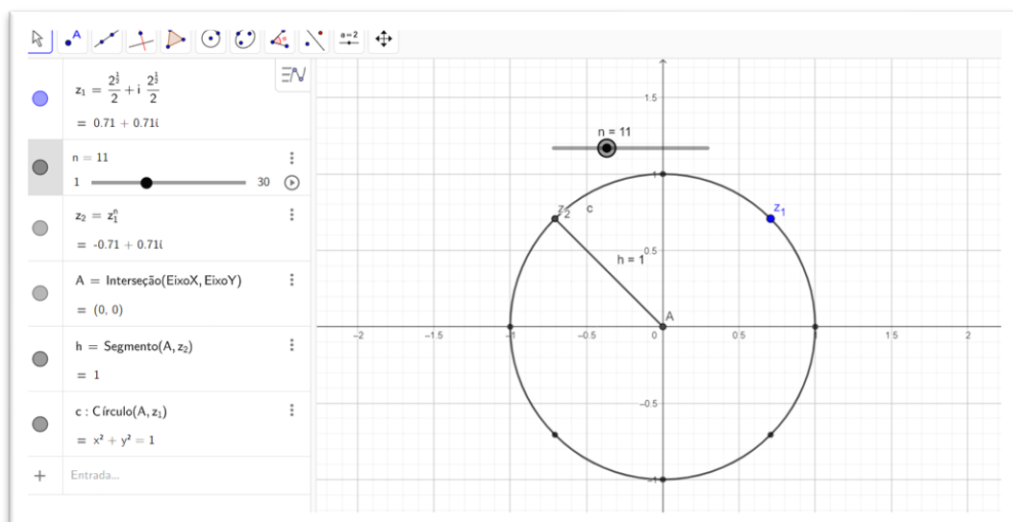 A
a=2
z₁ = 2^½/2 + i 2^½/2
= 0.71 + 0.71i
n = 11
1 30
z₂ = z₁ⁿ
= -0.71 + 0.71i
A = Interseção(EixoX, EixoY)
= (0, 0)
h = Segmento(A, z₂)
= 1
c : Círculo(A, z₁)
= x² + y² = 1
+ Entrada...
1.5
n = 11
1
z₂ c z₁
0.5
h = 1
A
-2 -1.5 -1 -0.5 0 0.5 1 1.5 2
-0.5
-1